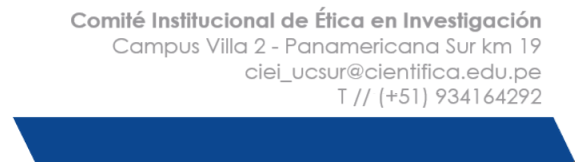 Comité Institucional de Ética en Investigación
Campus Villa 2 - Panamericana Sur km 19
ciei_ucsur@cientifica.edu.pe
T // (+51) 934164292